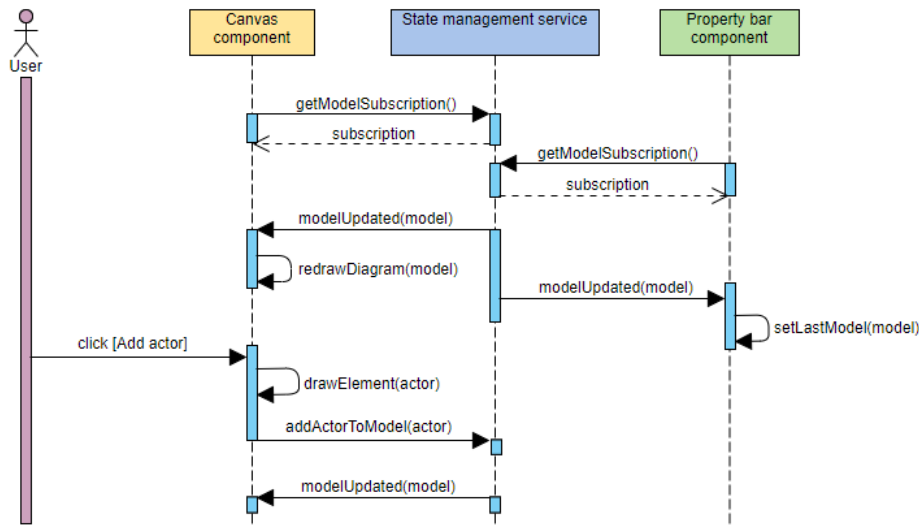 User
Canvas
component
State management service
Property bar
component
getModelSubscription()
subscription
getModelSubscription()
subscription
modelUpdated(model)
redrawDiagram(model)
modelUpdated(model)
setLastModel(model)
click [Add actor]
drawElement(actor)
addActorToModel(actor)
modelUpdated(model)